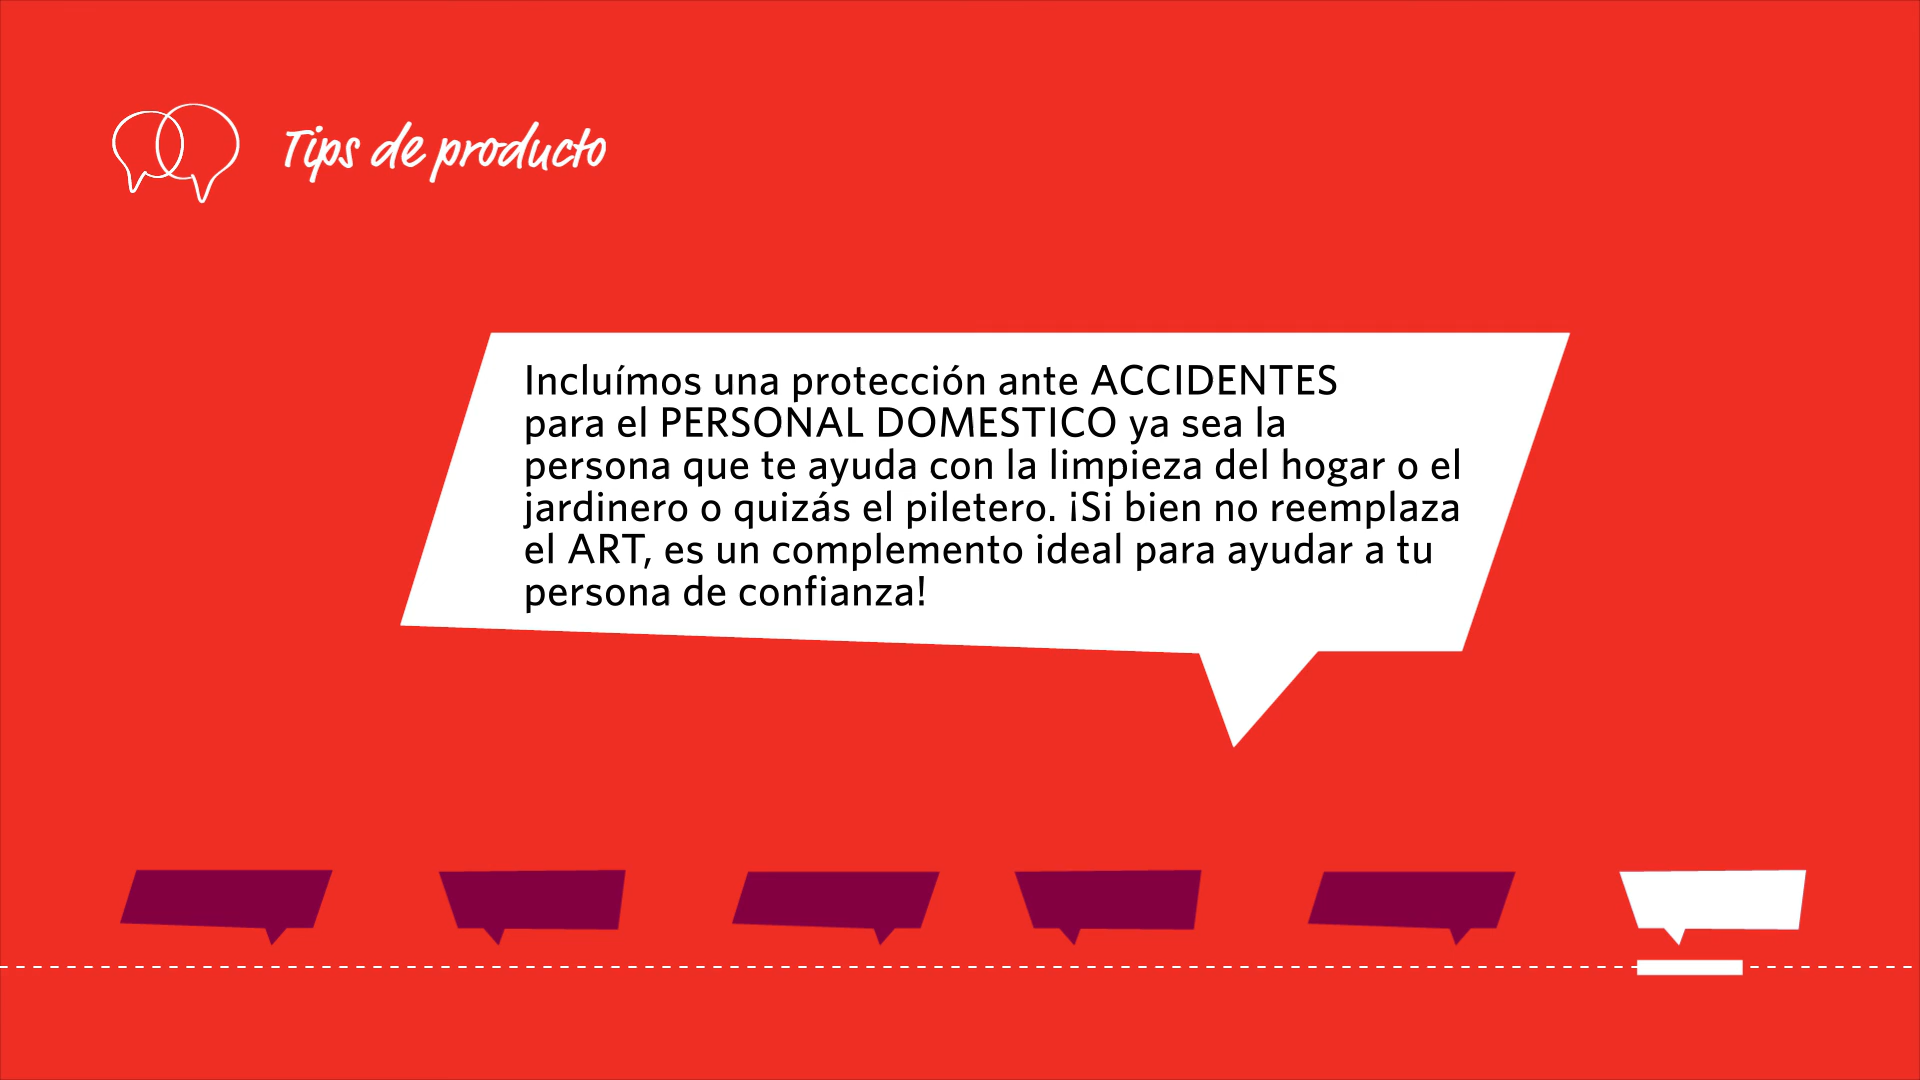 Tips de producto
Incluímos una protección ante ACCIDENTES
para el PERSONAL DOMESTICO ya sea la
persona que te ayuda con la limpieza del hogar o el
jardinero o quizás el piletero. ¡Si bien no reemplaza
el ART, es un complemento ideal para ayudar a tu
persona de confianza!